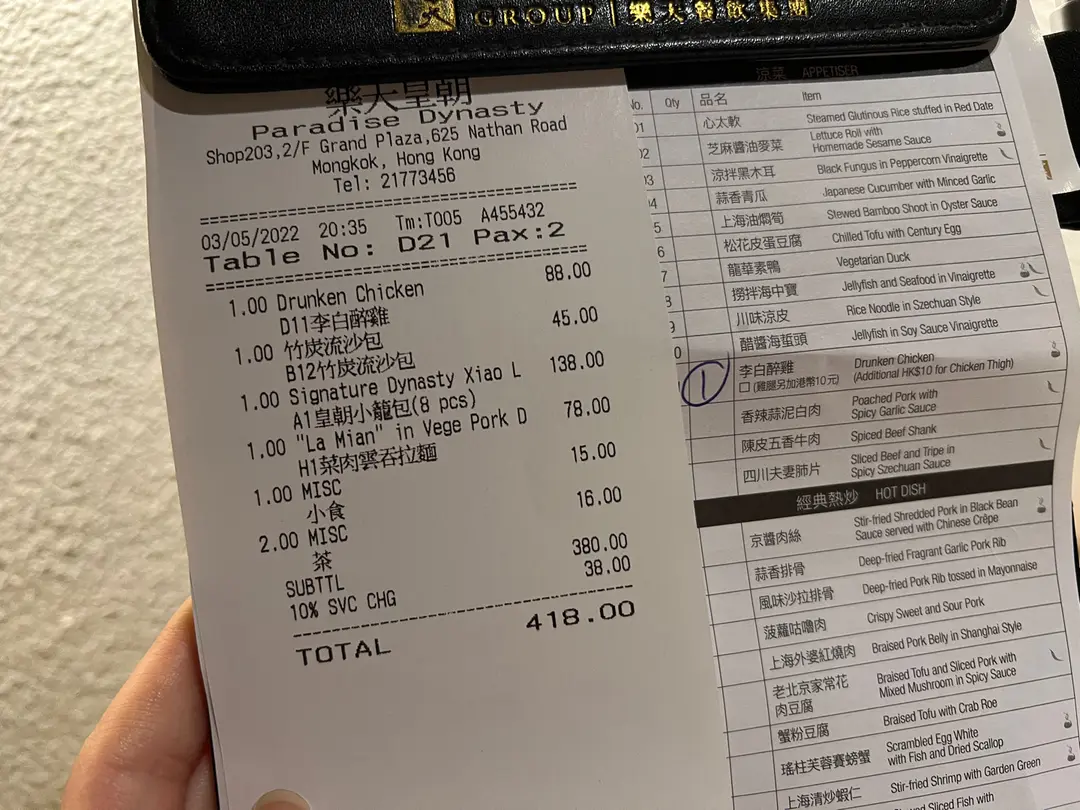 GROUP | 樂天餐飲集團
樂天皇朝
Paradise Dynasty
Shop203,2/F Grand Plaza,625 Nathan Road
Mongkok, Hong Kong
Tel: 21773456
03/05/2022 20:35 Tm:T005 A455432
Table No: D21 Pax:2
1.00 Drunken Chicken 88.00
D11李白醉雞
1.00 竹炭流沙包 45.00
B12竹炭流沙包
1.00 Signature Dynasty Xiao L 138.00
A1皇朝小籠包(8 pcs)
1.00 "La Mian" in Vege Pork D 78.00
H1菜肉雲吞拉麵
1.00 MISC 15.00
小食
2.00 MISC 16.00
茶
SUBTTL 380.00
10% SVC CHG 38.00
TOTAL 418.00
涼菜 APPETISER
No. Qty 品名 Item
01 心太軟 Steamed Glutinous Rice stuffed in Red Date
02 芝麻醬油麥菜 Lettuce Roll with
Homemade Sesame Sauce
03 涼拌黑木耳 Black Fungus in Peppercorn Vinaigrette
04 蒜香青瓜 Japanese Cucumber with Minced Garlic
5 上海油燜筍 Stewed Bamboo Shoot in Oyster Sauce
6 松花皮蛋豆腐 Chilled Tofu with Century Egg
7 龍華素鴨 Vegetarian Duck
8 撈拌海中寶 Jellyfish and Seafood in Vinaigrette
9 川味涼皮 Rice Noodle in Szechuan Style
0 醋醬海蜇頭 Jellyfish in Soy Sauce Vinaigrette
1 李白醉雞 Drunken Chicken
口(雞腿另加港幣10元) (Additional HK$10 for Chicken Thigh)
香辣蒜泥白肉 Poached Pork with
Spicy Garlic Sauce
陳皮五香牛肉 Spiced Beef Shank
四川夫妻肺片 Sliced Beef and Tripe in
Spicy Szechuan Sauce
經典熱炒 HOT DISH
京醬肉絲 Stir-fried Shredded Pork in Black Bean
Sauce served with Chinese Crêpe
蒜香排骨 Deep-fried Fragrant Garlic Pork Rib
風味沙拉排骨 Deep-fried Pork Rib tossed in Mayonnaise
菠蘿咕嚕肉 Crispy Sweet and Sour Pork
上海外婆紅燒肉 Braised Pork Belly in Shanghai Style
老北京家常花 Braised Tofu and Sliced Pork with
肉豆腐 Mixed Mushroom in Spicy Sauce
蟹粉豆腐 Braised Tofu with Crab Roe
瑤柱芙蓉賽螃蟹 Scrambled Egg White
with Fish and Dried Scallop
上海清炒蝦仁 Stir-fried Shrimp with Garden Green
Sliced Fish with